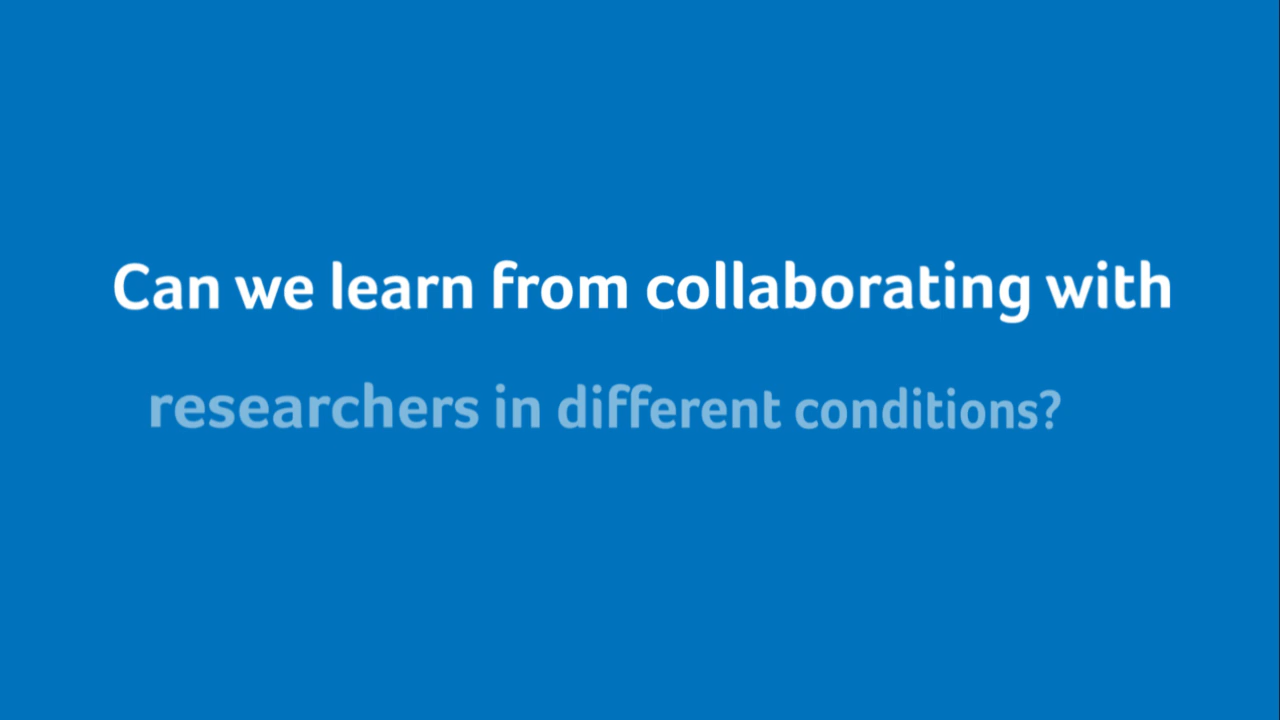 Can we learn from collaborating with
researchers in different conditions?